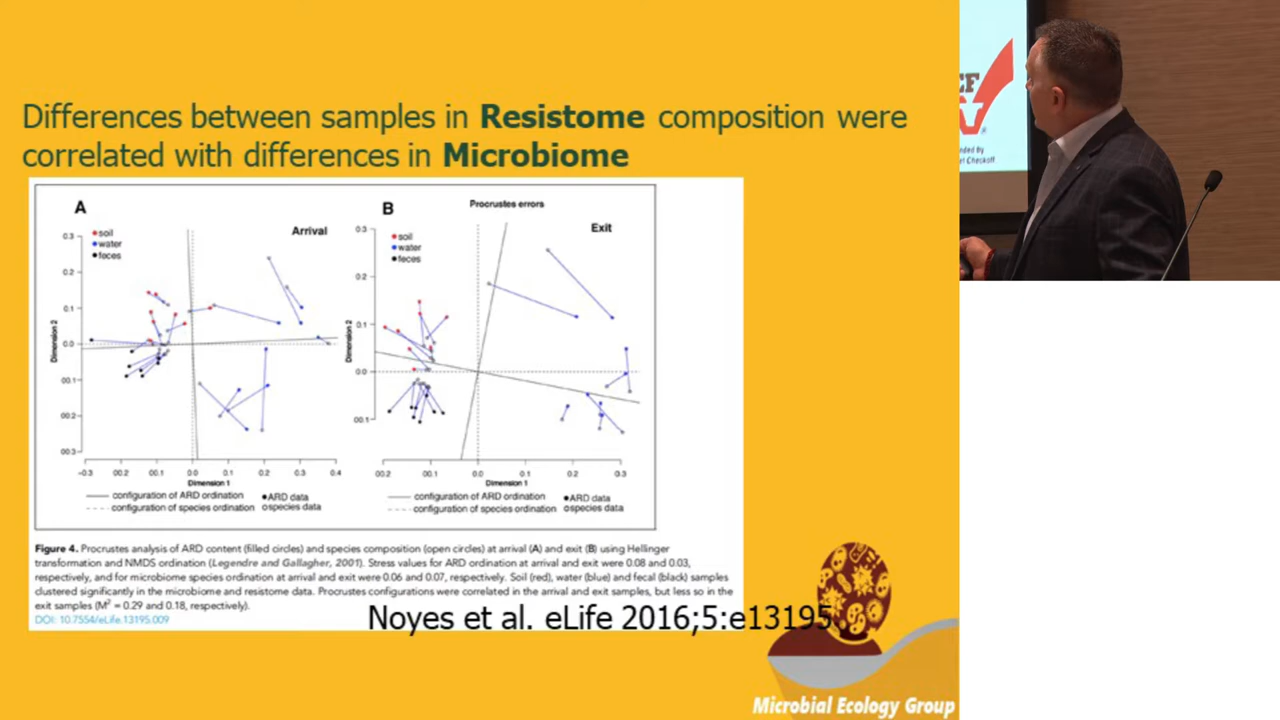 Differences between samples in Resistome composition were
correlated with differences in Microbiome
A
B
Procrustes errors
soil
water
feces
Arrival
soil
water
feces
Exit
0.3
0.2
0.1
0.0
00.1
00.2
00.3
Dimension 2
-0.3
00.2
00.1
0.0
0.1
0.2
0.3
0.4
Dimension 1
0.3
0.2
0.1
0.0
00.1
Dimension 2
00.2
00.1
0.0
0.1
0.2
0.3
Dimension 1
configuration of ARD ordination ARD data
configuration of species ordination species data
configuration of ARD ordination ARD data
configuration of species ordination species data
Figure 4. Procrustes analysis of ARD content (filled circles) and species composition (open circles) at arrival (A) and exit (B) using Hellinger
transformation and NMDS ordination (Legendre and Gallagher, 2001). Stress values for ARD ordination at arrival and exit were 0.08 and 0.03,
respectively, and for microbiome species ordination at arrival and exit were 0.06 and 0.07, respectively. Soil (red), water (blue) and fecal (black) samples
clustered significantly in the microbiome and resistome data. Procrustes configurations were correlated in the arrival and exit samples, but less so in the
exit samples (M² = 0.29 and 0.18, respectively).
DOI: 10.7554/eLife.13195.009
Noyes et al. eLife 2016;5:e13195
Microbial Ecology Group
Checkoff